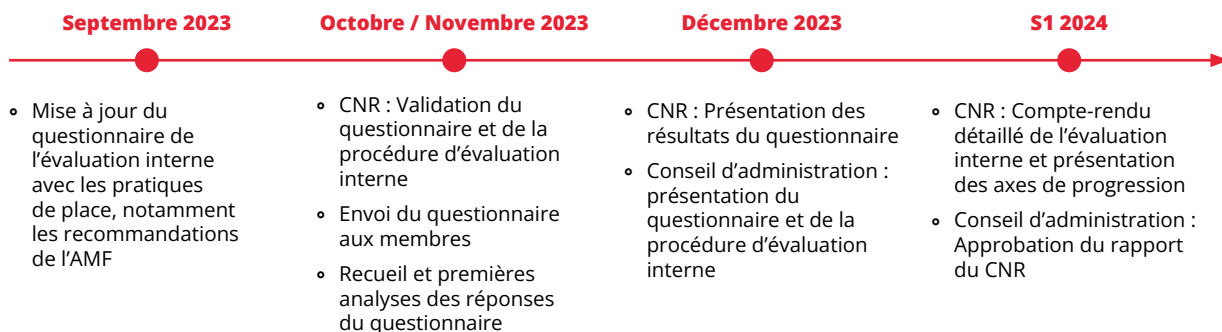 Septembre 2023
Mise à jour du
questionnaire de
l’évaluation interne
avec les pratiques
de place, notamment
les recommandations
de l’AMF
Octobre / Novembre 2023
CNR : Validation du
questionnaire et de la
procédure d’évaluation
interne
Envoi du questionnaire
aux membres
Recueil et premières
analyses des réponses
du questionnaire
Décembre 2023
CNR : Présentation des
résultats du questionnaire
Conseil d’administration :
présentation du
questionnaire et de la
procédure d’évaluation
interne
S1 2024
CNR : Compte-rendu
détaillé de l’évaluation
interne et présentation
des axes de progression
Conseil d’administration :
Approbation du rapport
du CNR